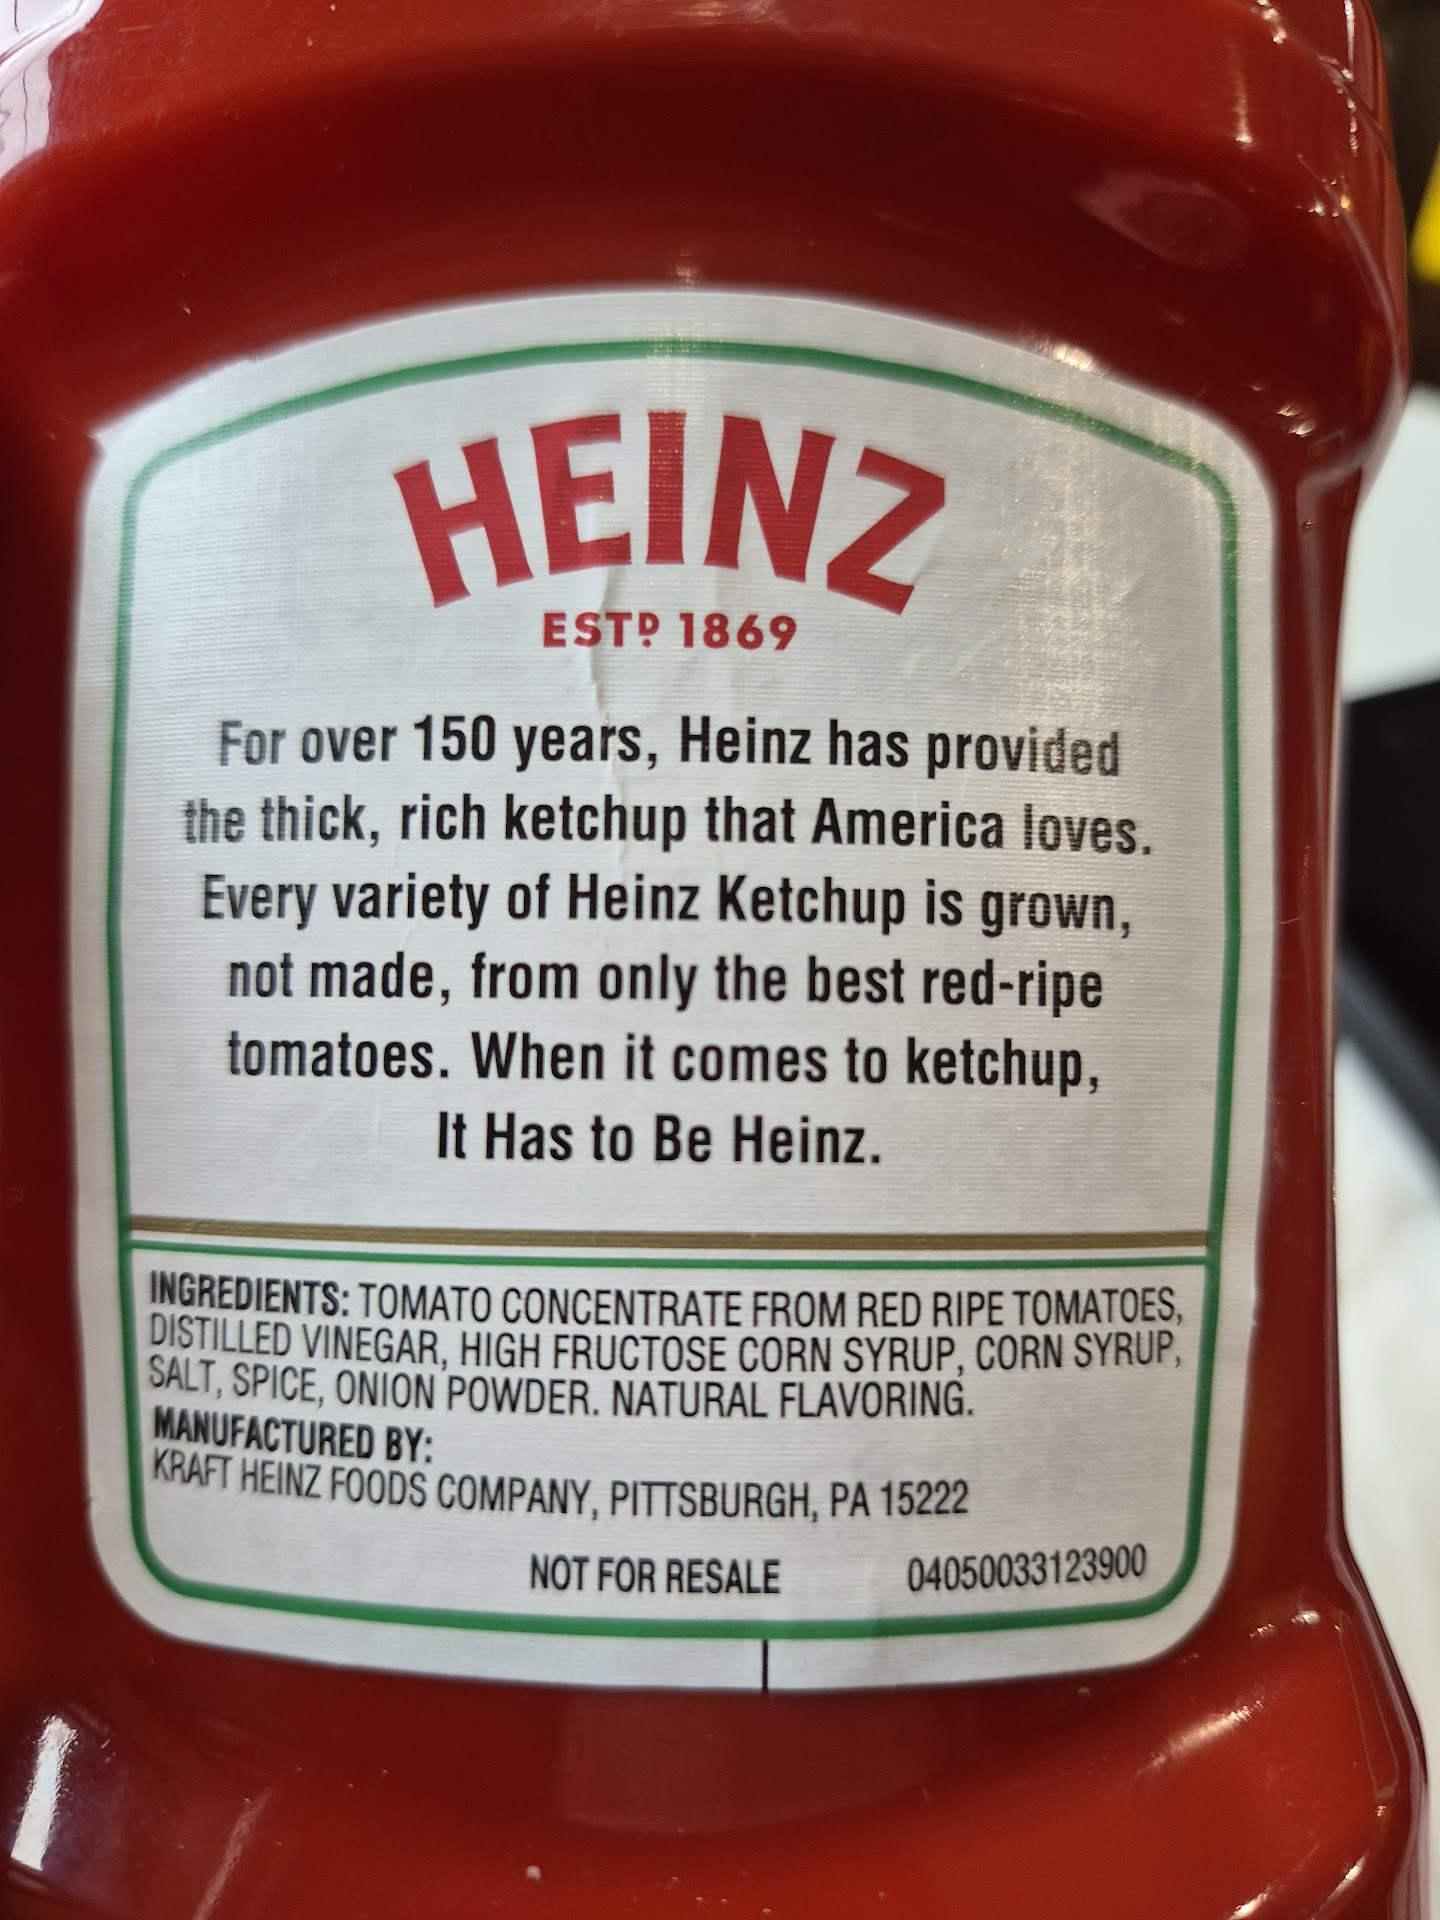 HEINZ
ESTD 1869
For over 150 years, Heinz has provided
the thick, rich ketchup that America loves.
Every variety of Heinz Ketchup is grown,
not made, from only the best red-ripe
tomatoes. When it comes to ketchup,
It Has to Be Heinz.
INGREDIENTS: TOMATO CONCENTRATE FROM RED RIPE TOMATOES,
DISTILLED VINEGAR, HIGH FRUCTOSE CORN SYRUP, CORN SYRUP,
SALT, SPICE, ONION POWDER. NATURAL FLAVORING.
MANUFACTURED BY:
KRAFT HEINZ FOODS COMPANY, PITTSBURGH, PA 15222
NOT FOR RESALE 04050033123900